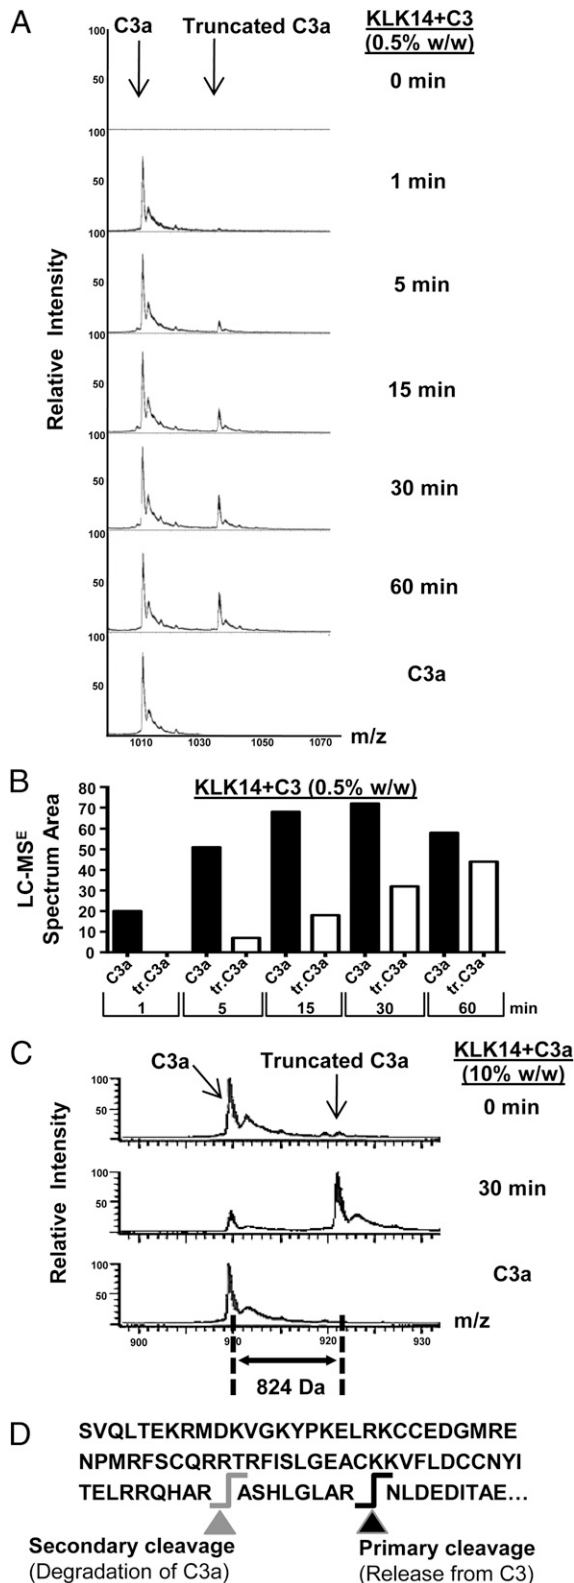 A
C3a
Truncated C3a
KLK14+C3
(0.5% w/w)
Relative Intensity
100
50
0 min
100
50
1 min
100
50
5 min
100
50
15 min
100
50
30 min
100
50
60 min
100
50
C3a
1010 1030 1050 1070 m/z
B
KLK14+C3 (0.5% w/w)
LC-MSE
Spectrum Area
80
70
60
50
40
30
20
10
0
C3a tr.C3a C3a tr.C3a C3a tr.C3a C3a tr.C3a C3a tr.C3a
1 5 15 30 60 min
C
C3a
Truncated C3a
KLK14+C3a
(10% w/w)
Relative Intensity
100
50
0 min
100
50
30 min
100
50
C3a
900 910 920 930 m/z
824 Da
D
SVQLTEKRMDKVGKYPKELRKCCEDGMRE
NPMRFSCQRRTRFISLGEACKKVFLDCCNYI
TELRRQHAR ASHLGLAR NLDEDITAE...
Secondary cleavage Primary cleavage
(Degradation of C3a) (Release from C3)